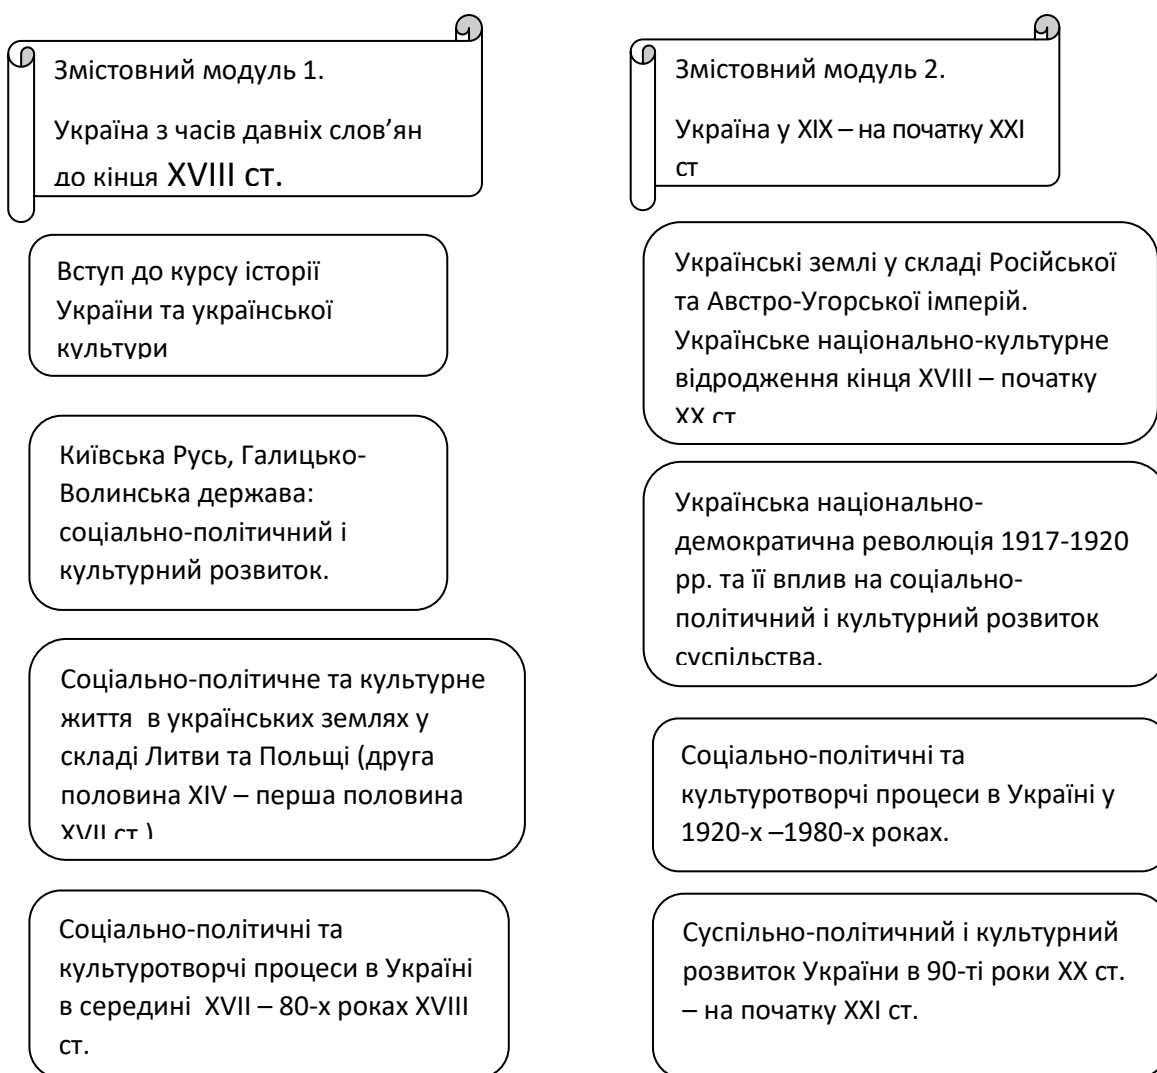 Змістовний модуль 1.
Україна з часів давніх слов’ян
до кінця XVIII ст.
Вступ до курсу історії
України та української
культури
Київська Русь, Галицько-
Волинська держава:
соціально-політичний і
культурний розвиток.
Соціально-політичне та культурне
життя  в українських землях у
складі Литви та Польщі (друга
половина XIV – перша половина
XVII ст.)
Соціально-політичні та
культуротворчі процеси в Україні
в середині  XVII – 80-х роках XVIII
ст.
Змістовний модуль 2.
Україна у XIX – на початку XXI
ст
Українські землі у складі Російської
та Австро-Угорської імперій.
Українське національно-культурне
відродження кінця XVIII – початку
XX ст.
Українська національно-
демократична революція 1917-1920
рр. та її вплив на соціально-
політичний і культурний розвиток
суспільства.
Соціально-політичні та
культуротворчі процеси в Україні у
1920-х –1980-х роках.
Суспільно-політичний і культурний
розвиток України в 90-ті роки XX ст.
– на початку XXI ст.